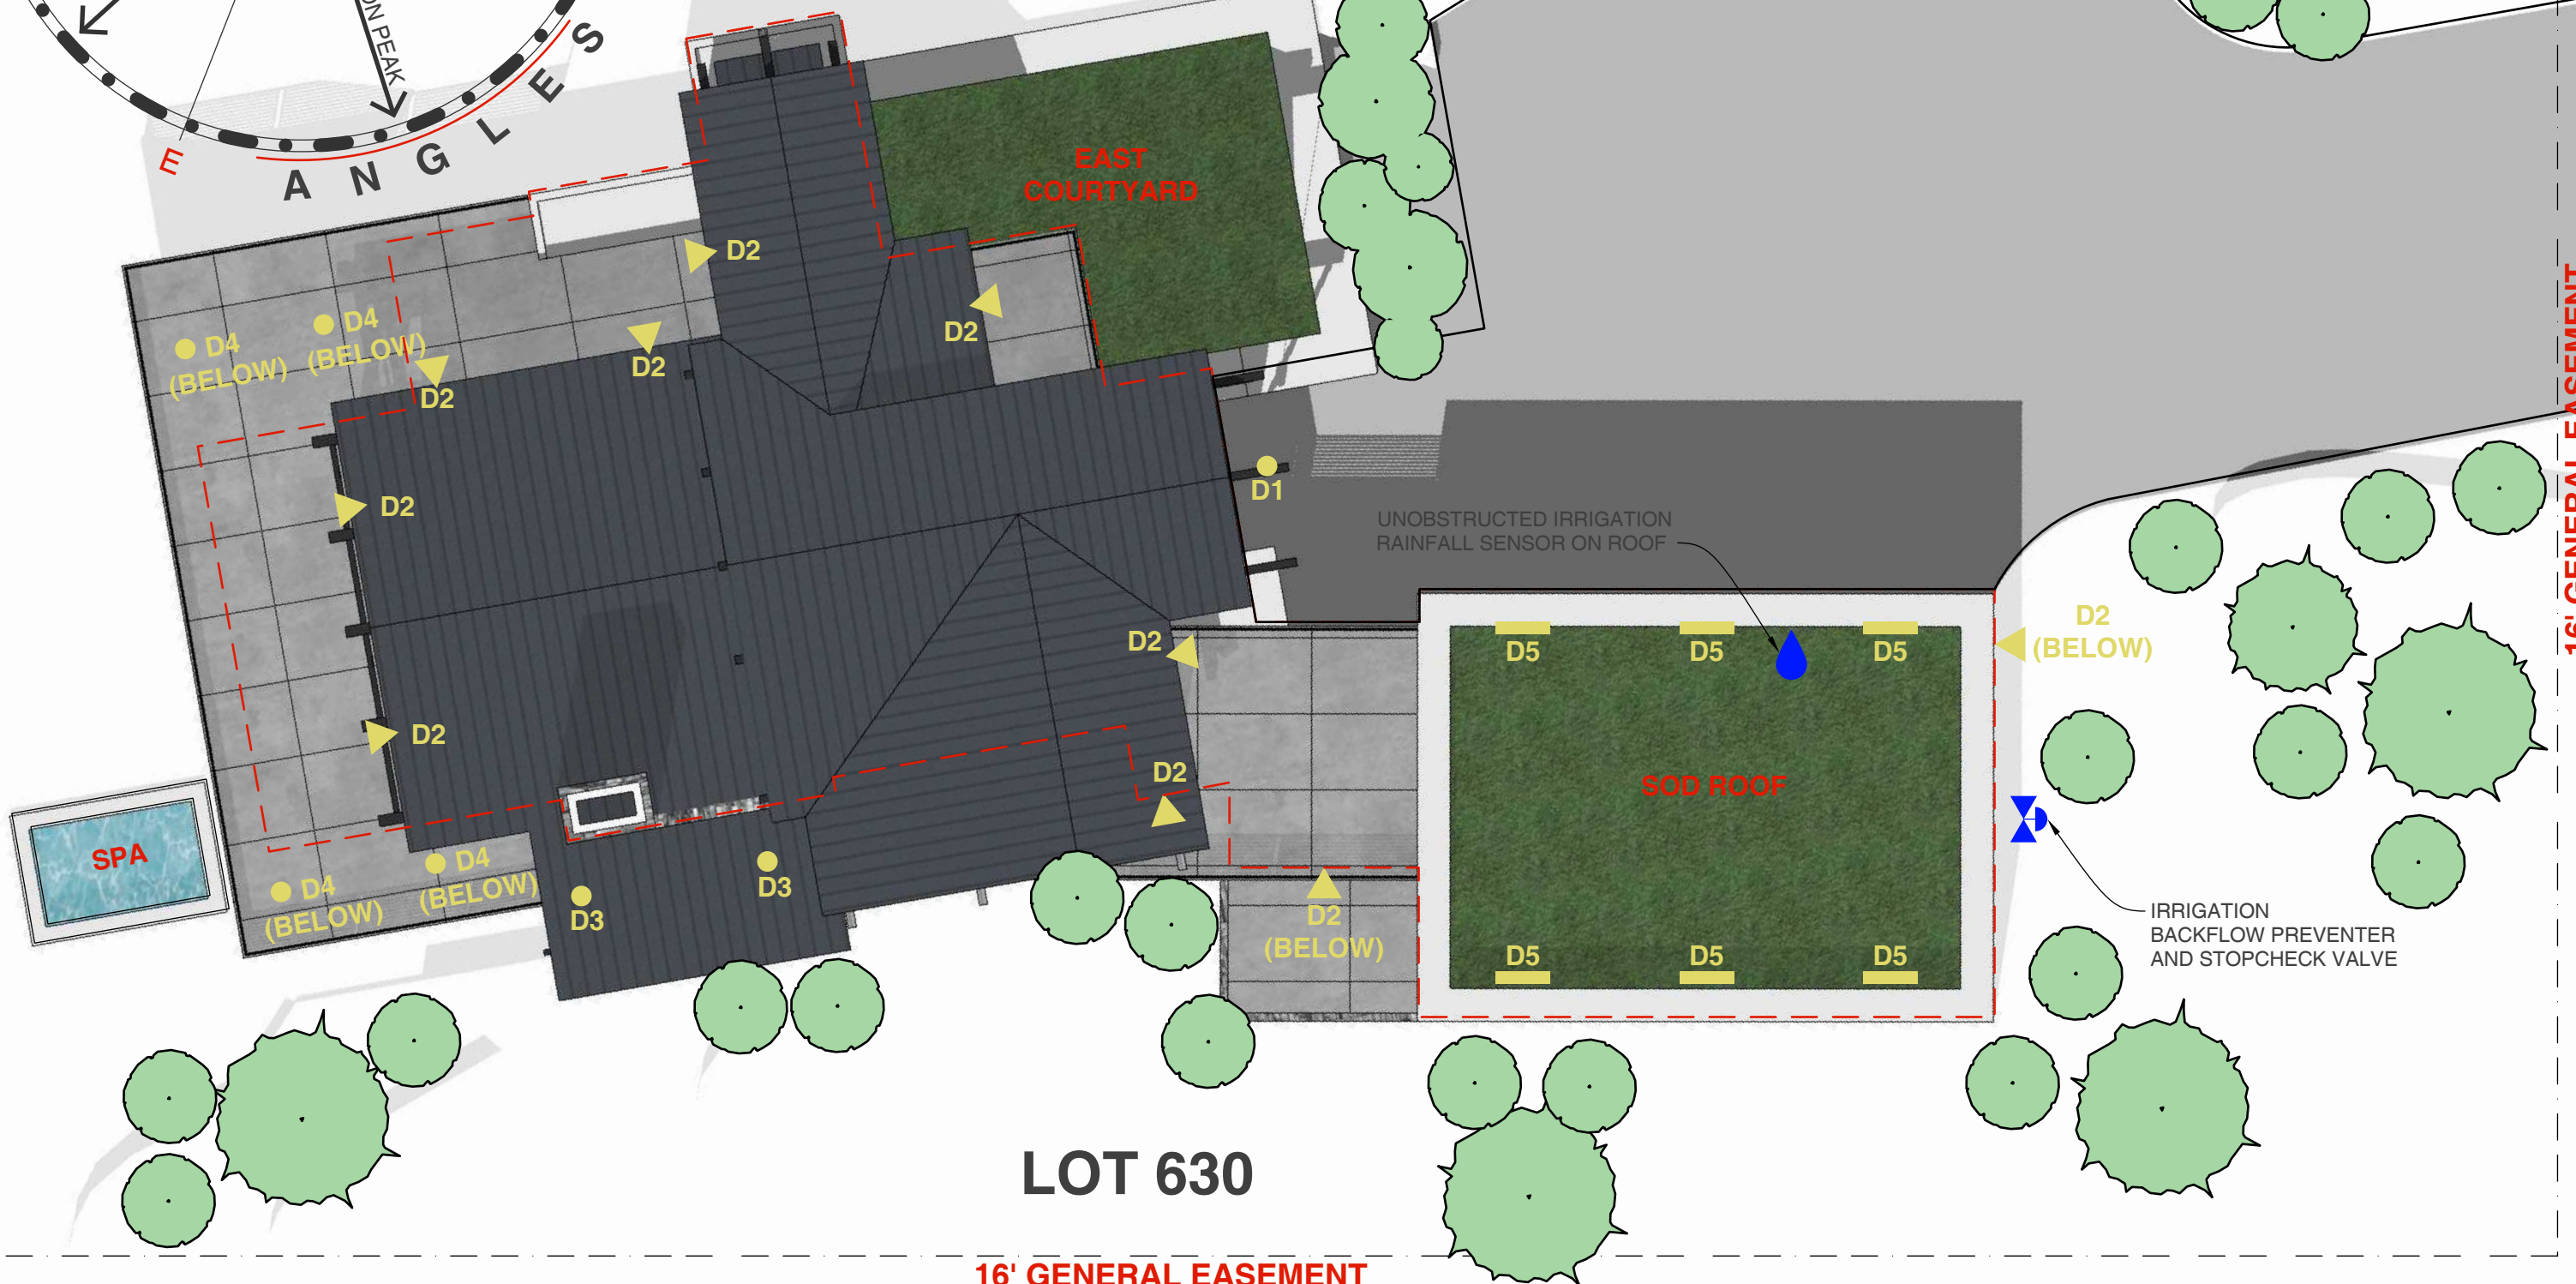 ON PEAK
E
A N G L E S
EAST
COURTYARD
D2
D2
D2
D2
D4
(BELOW)
D4
(BELOW)
D2
D2
D1
UNOBSTRUCTED IRRIGATION
RAINFALL SENSOR ON ROOF
16' GENERAL EASEMENT
D2
(BELOW)
D2
D5
D5
D5
D2
SOD ROOF
SPA
D4
(BELOW)
D4
(BELOW)
D3
D3
D2
(BELOW)
D5
D5
D5
IRRIGATION
BACKFLOW PREVENTER
AND STOPCHECK VALVE
LOT 630
16' GENERAL EASEMENT